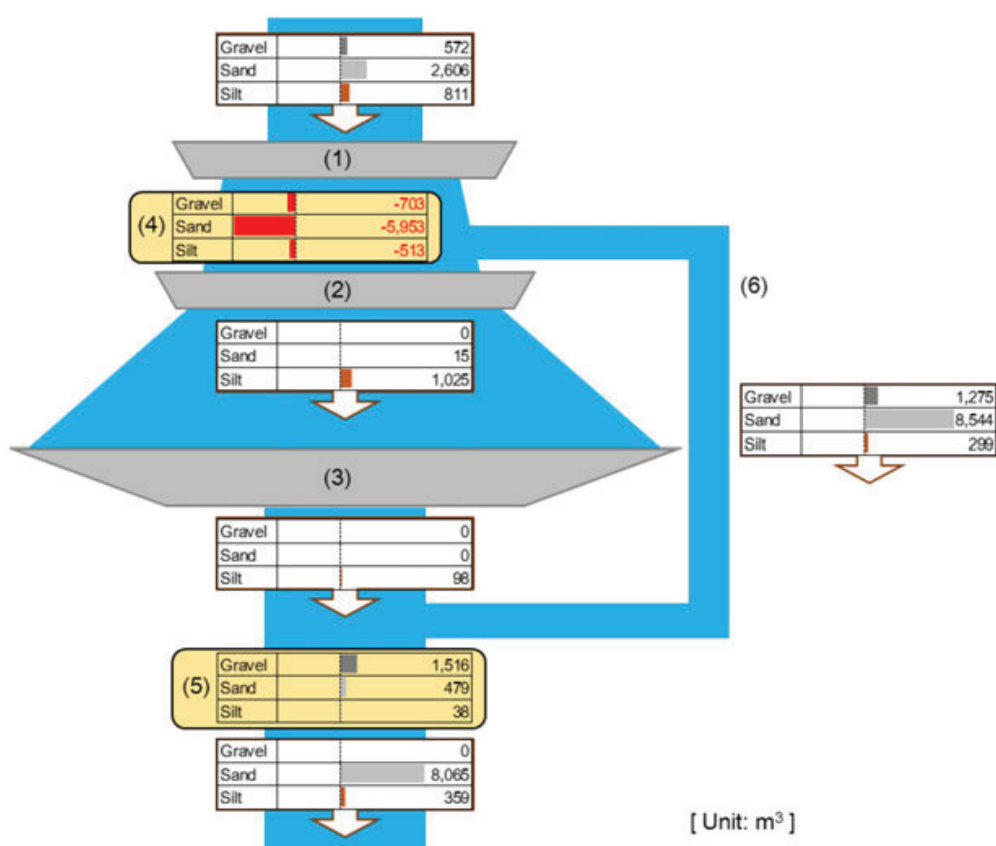 Gravel 572
Sand 2,606
Silt 811
(1)
(4)
Gravel -703
Sand -5,953
Silt -513
(2)
(6)
Gravel 0
Sand 15
Silt 1,025
Gravel 1,275
Sand 8,544
Silt 299
(3)
Gravel 0
Sand 0
Silt 98
(5)
Gravel 1,516
Sand 479
Silt 38
Gravel 0
Sand 8,065
Silt 359
[ Unit: m³ ]